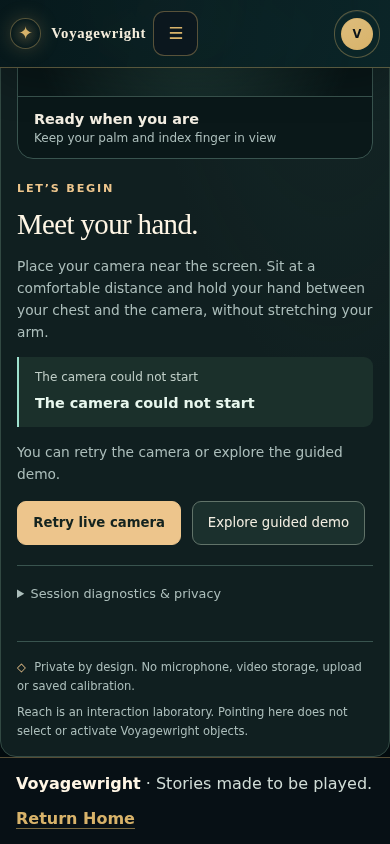 Voyagewright
V
Ready when you are
Keep your palm and index finger in view
LET’S BEGIN
Meet your hand.
Place your camera near the screen. Sit at a
comfortable distance and hold your hand between
your chest and the camera, without stretching your
arm.
The camera could not start
The camera could not start
You can retry the camera or explore the guided
demo.
Retry live camera
Explore guided demo
Session diagnostics & privacy
Private by design. No microphone, video storage, upload
or saved calibration.
Reach is an interaction laboratory. Pointing here does not
select or activate Voyagewright objects.
Voyagewright · Stories made to be played.
Return Home